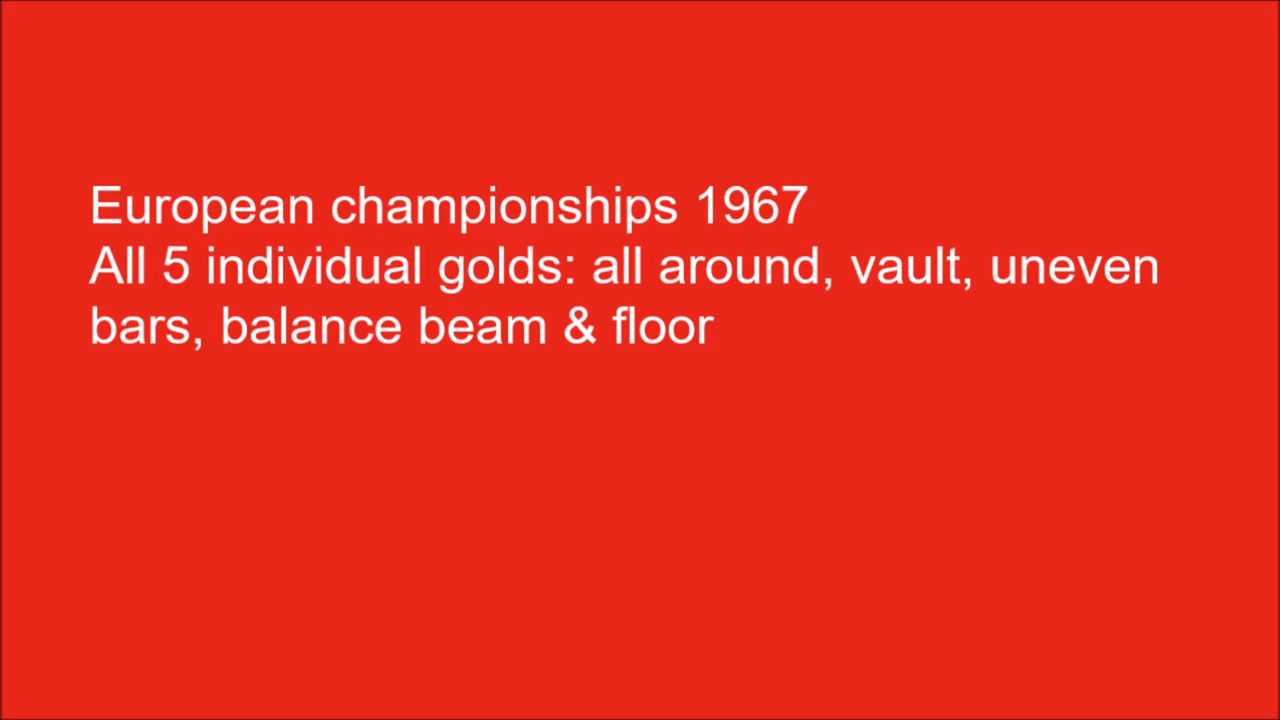 European championships 1967
All 5 individual golds: all around, vault, uneven
bars, balance beam & floor